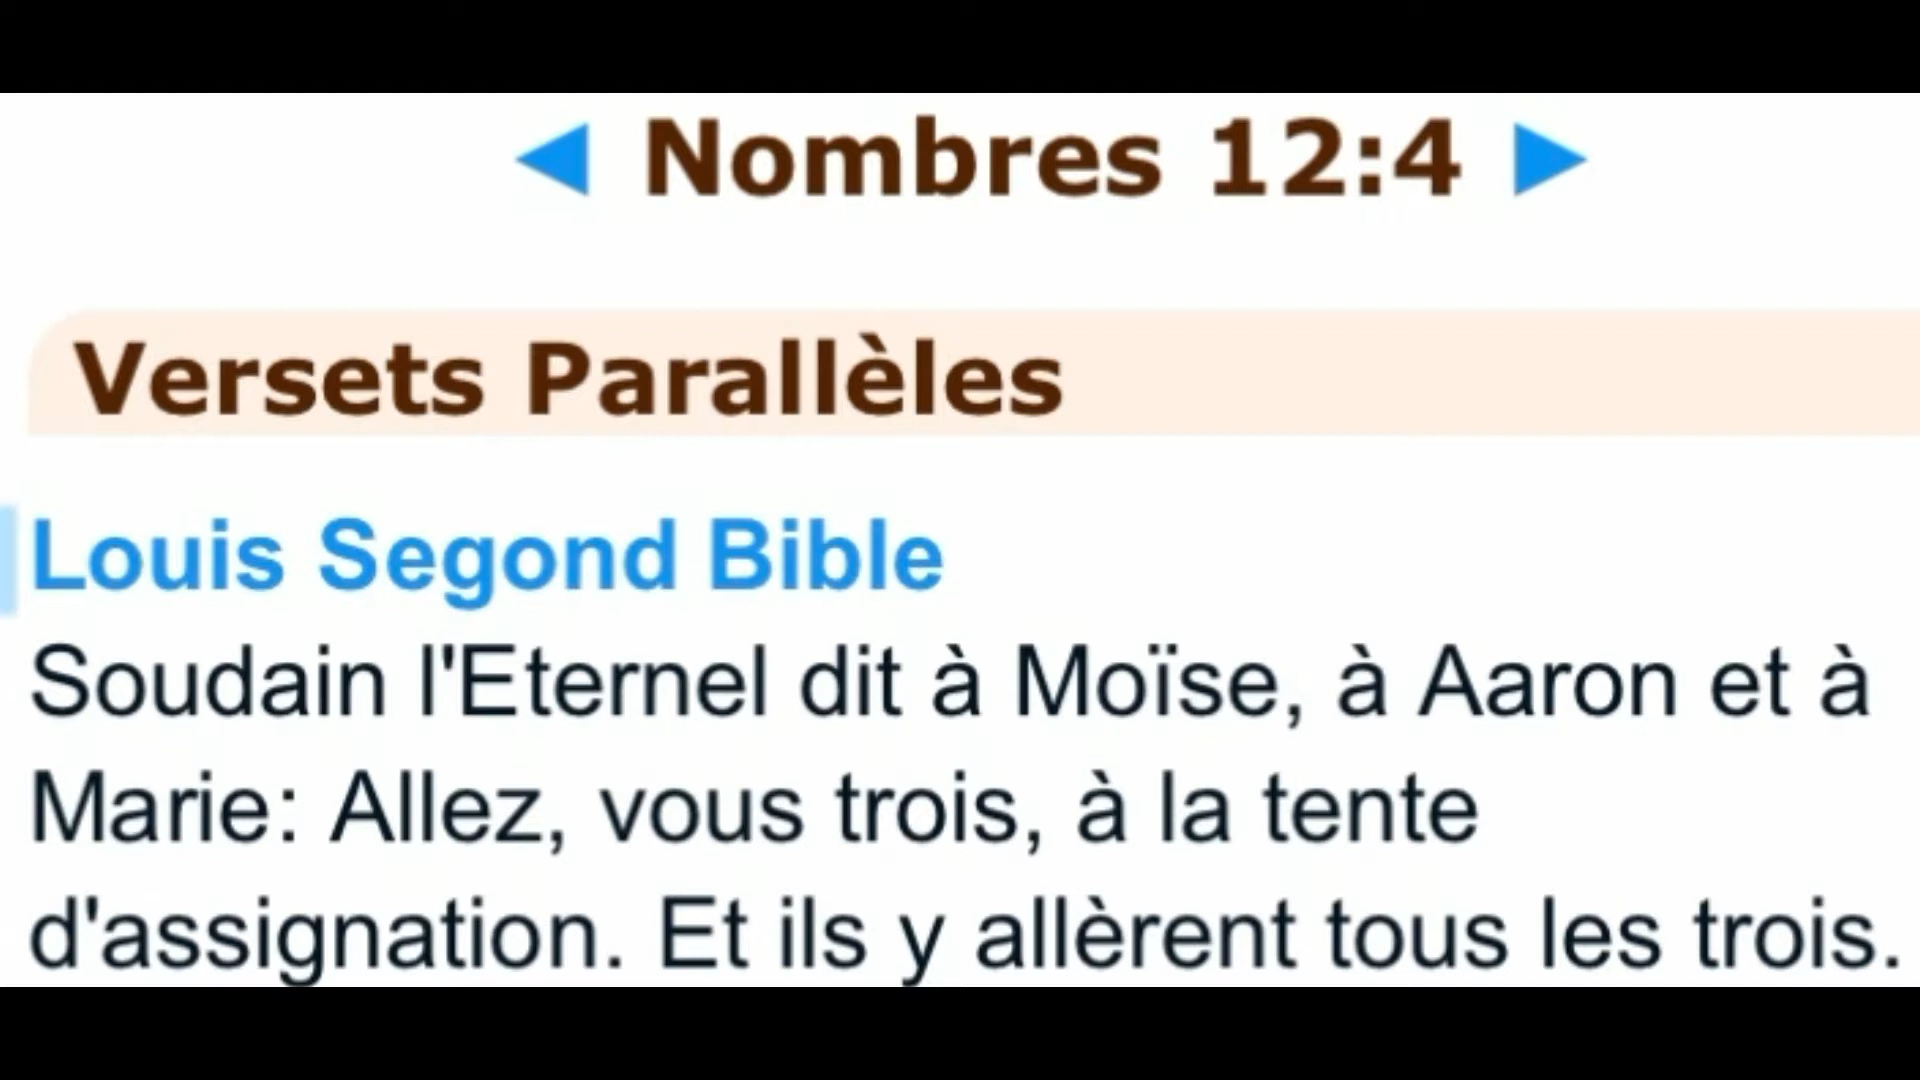 Nombres 12:4
Versets Parallèles
Louis Segond Bible
Soudain l'Eternel dit à Moïse, à Aaron et à
Marie: Allez, vous trois, à la tente
d'assignation. Et ils y allèrent tous les trois.